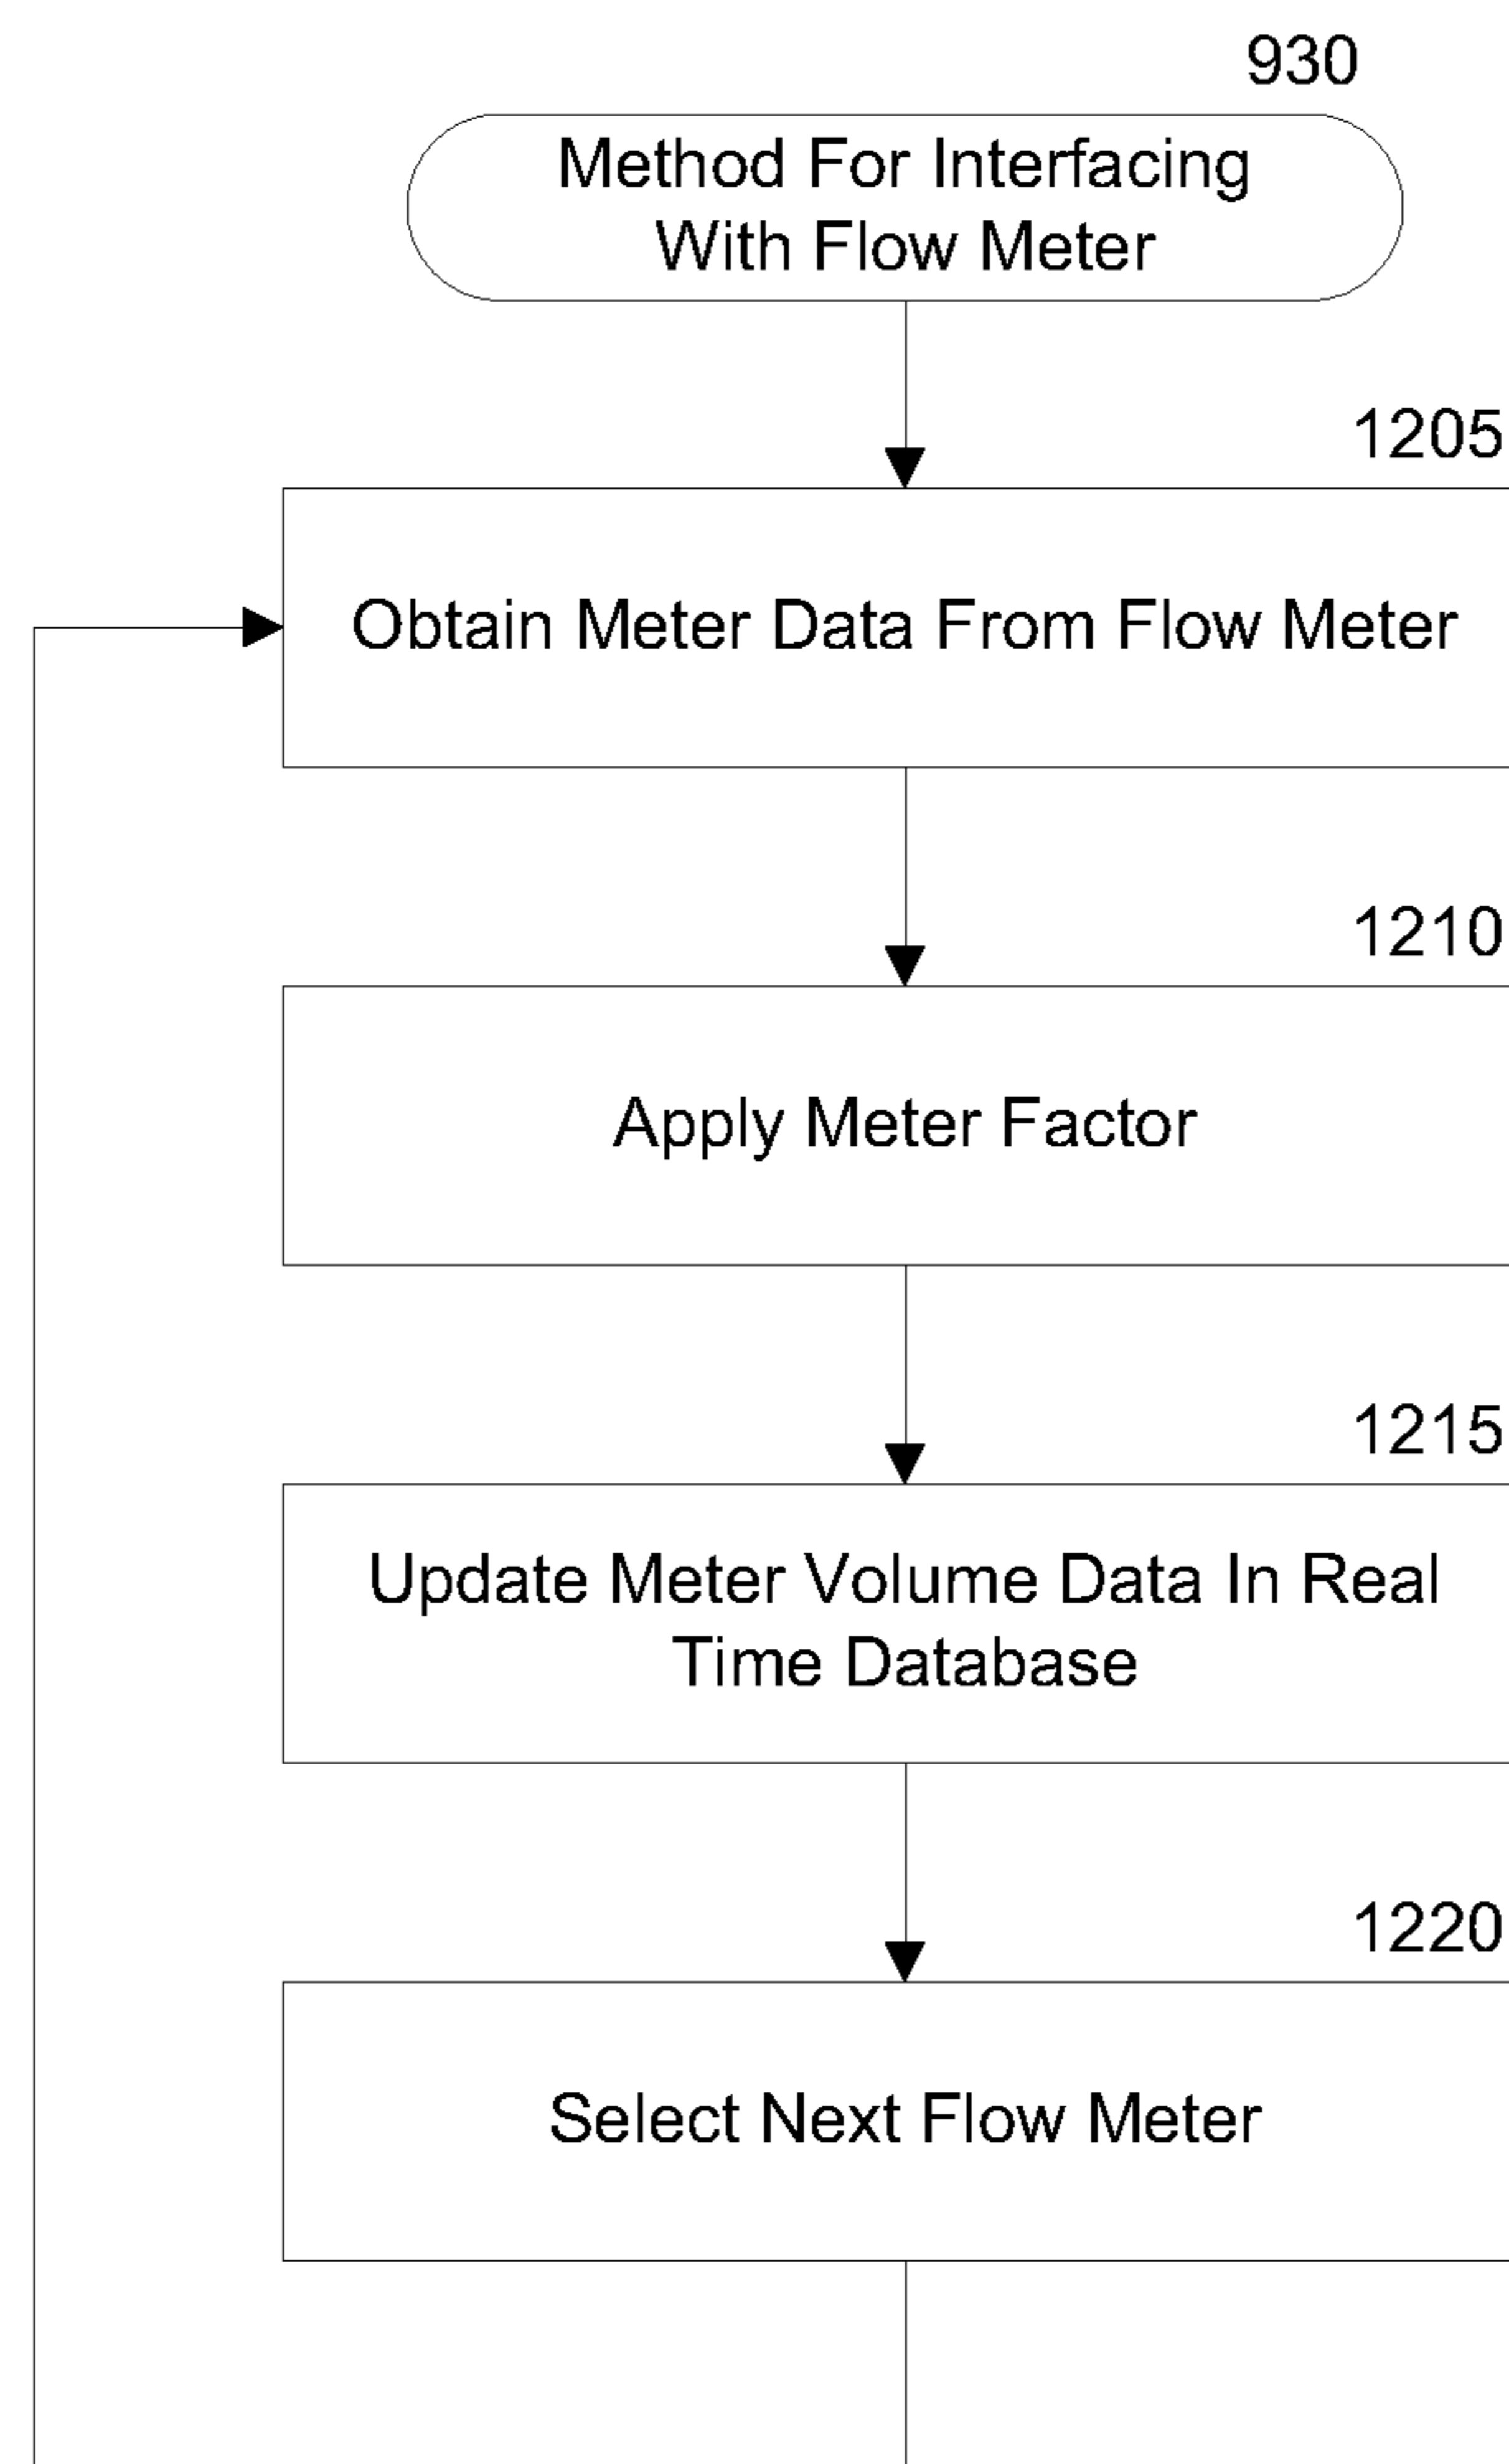 930
Method For Interfacing
With Flow Meter
1205
Obtain Meter Data From Flow Meter
1210
Apply Meter Factor
1215
Update Meter Volume Data In Real
Time Database
1220
Select Next Flow Meter